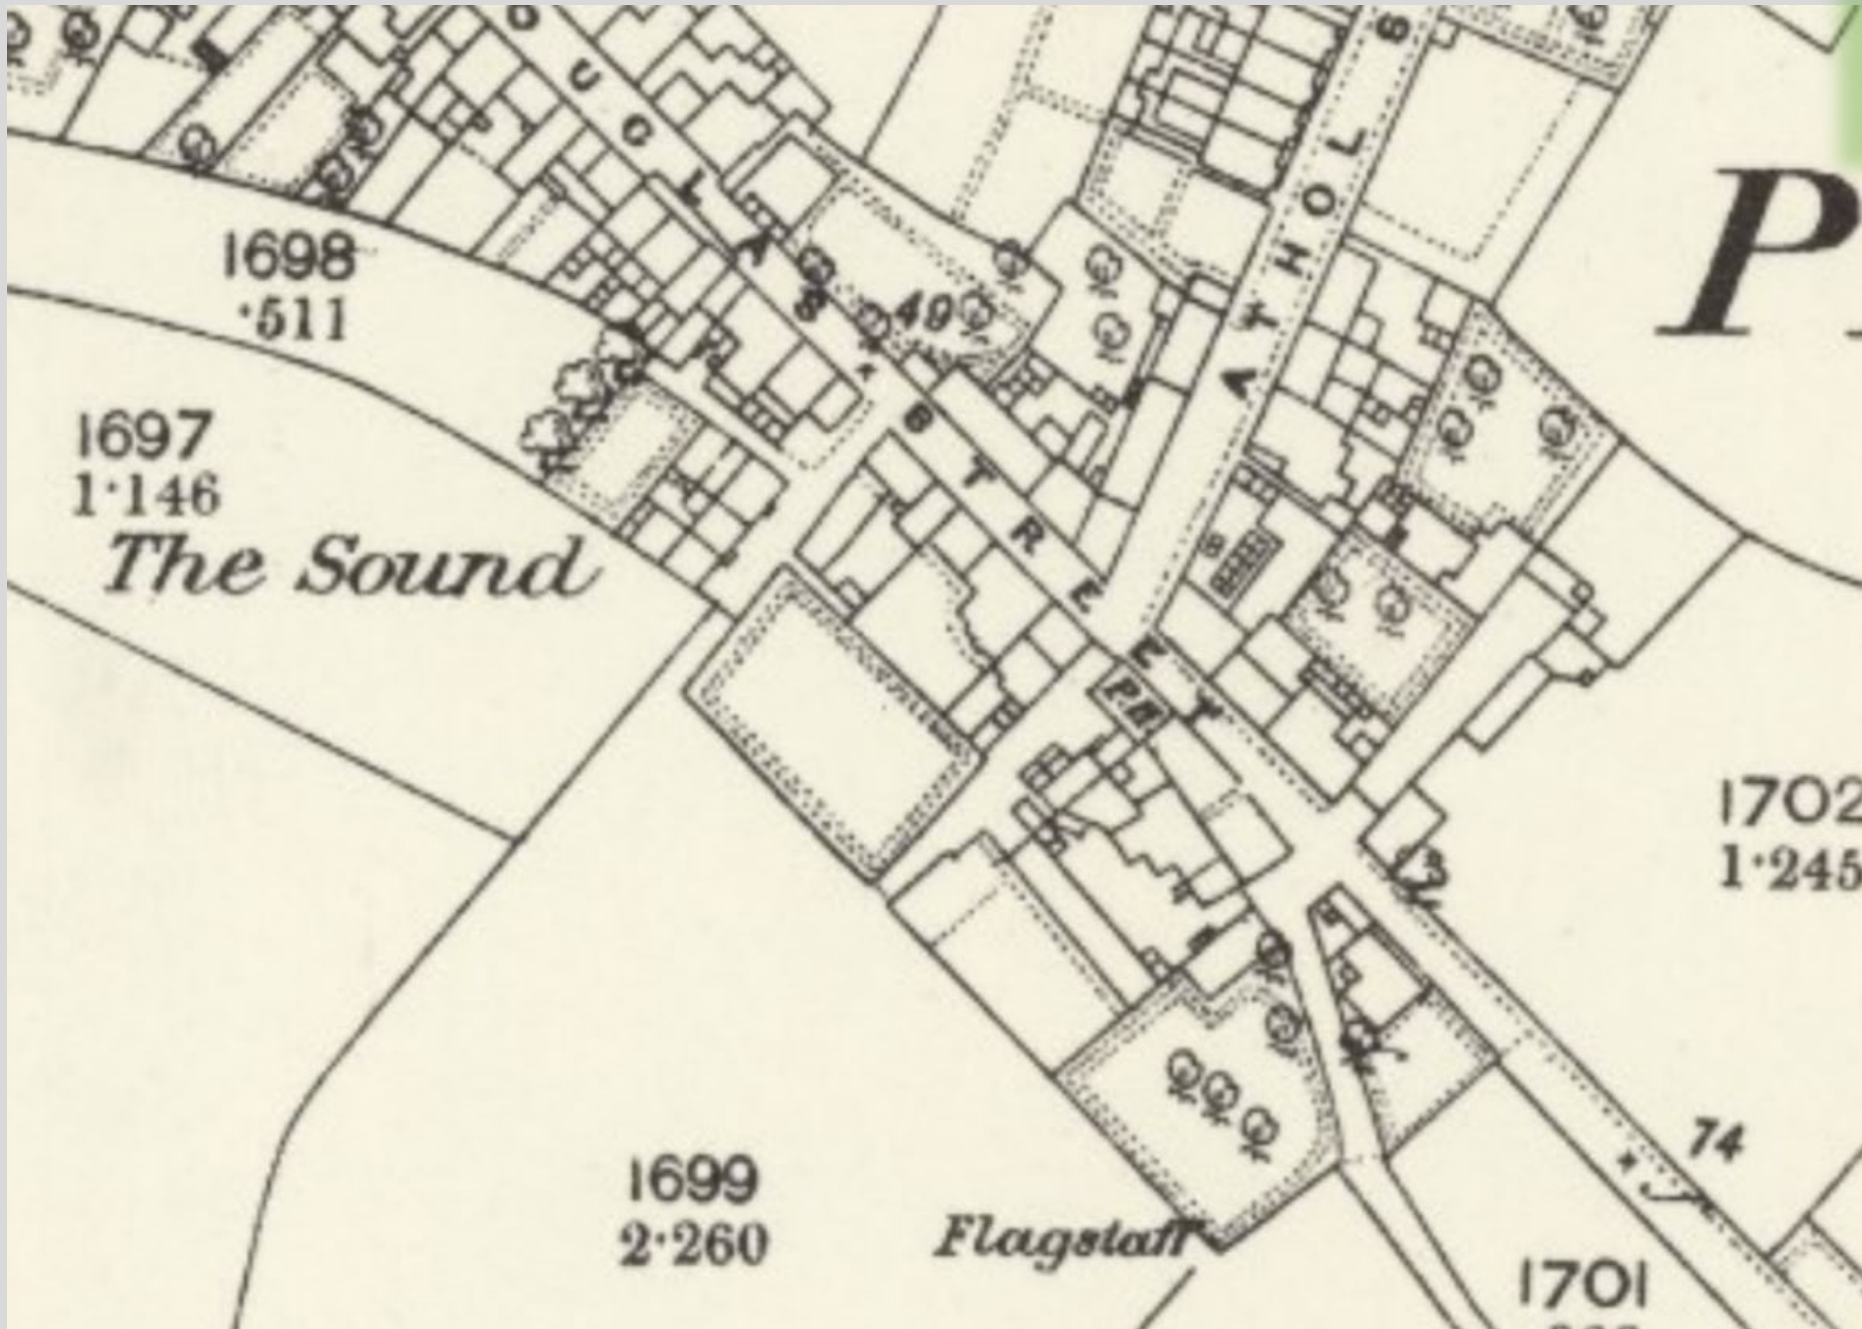 DOUGLAS STREET
ATHOL S
P
1698
·511
49
1697
1·146
The Sound
P.H.
1702
1·245
74
1699
2·260
Flagstaff
1701